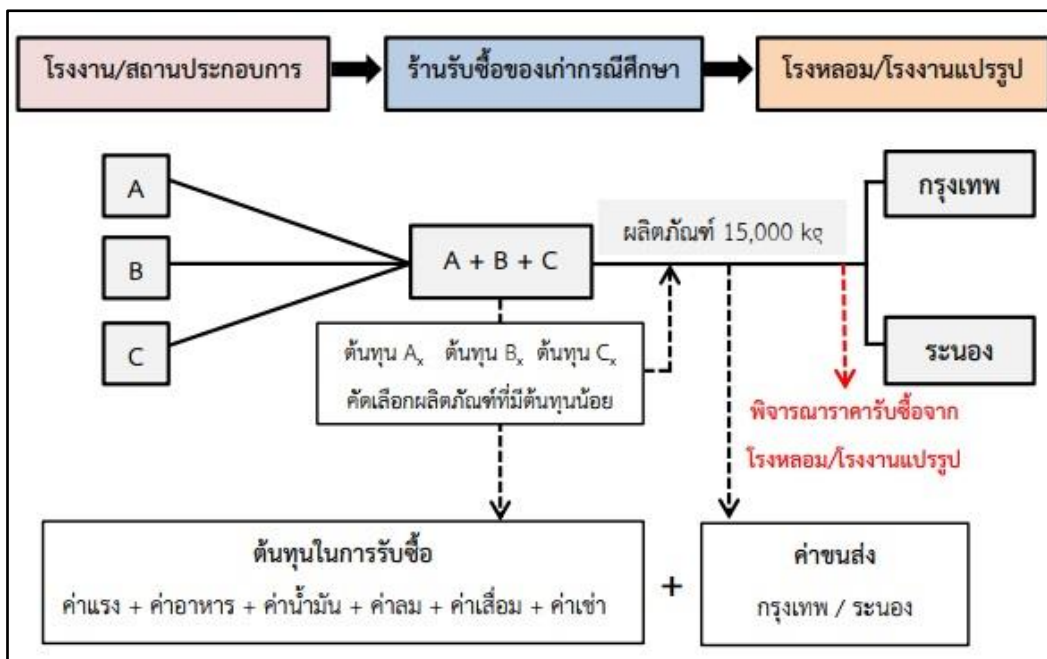 โรงงาน/สถานประกอบการ
ร้านรับซื้อของเก่ากรณีศึกษา
โรงหลอม/โรงงานแปรรูป
A
B
C
A + B + C
ผลิตภัณฑ์ 15,000 kg
กรุงเทพ
ระนอง
ต้นทุน Aₓ ต้นทุน Bₓ ต้นทุน Cₓ
คัดเลือกผลิตภัณฑ์ที่มีต้นทุนน้อย
พิจารณาราคารับซื้อจาก
โรงหลอม/โรงงานแปรรูป
ต้นทุนในการรับซื้อ
ค่าแรง + ค่าอาหาร + ค่าน้ำมัน + ค่าลม + ค่าเสื่อม + ค่าเช่า
+
ค่าขนส่ง
กรุงเทพ / ระนอง